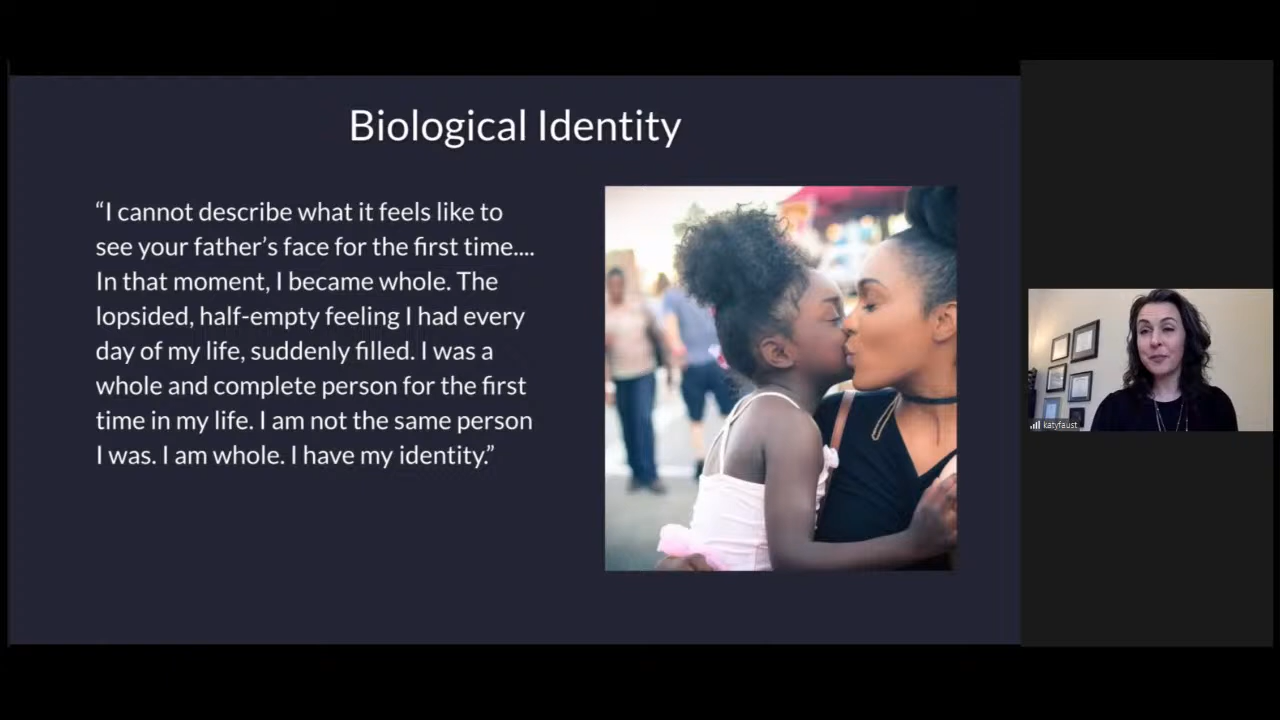 Biological Identity
“I cannot describe what it feels like to
see your father’s face for the first time....
In that moment, I became whole. The
lopsided, half-empty feeling I had every
day of my life, suddenly filled. I was a
whole and complete person for the first
time in my life. I am not the same person
I was. I am whole. I have my identity.”
katyfaust